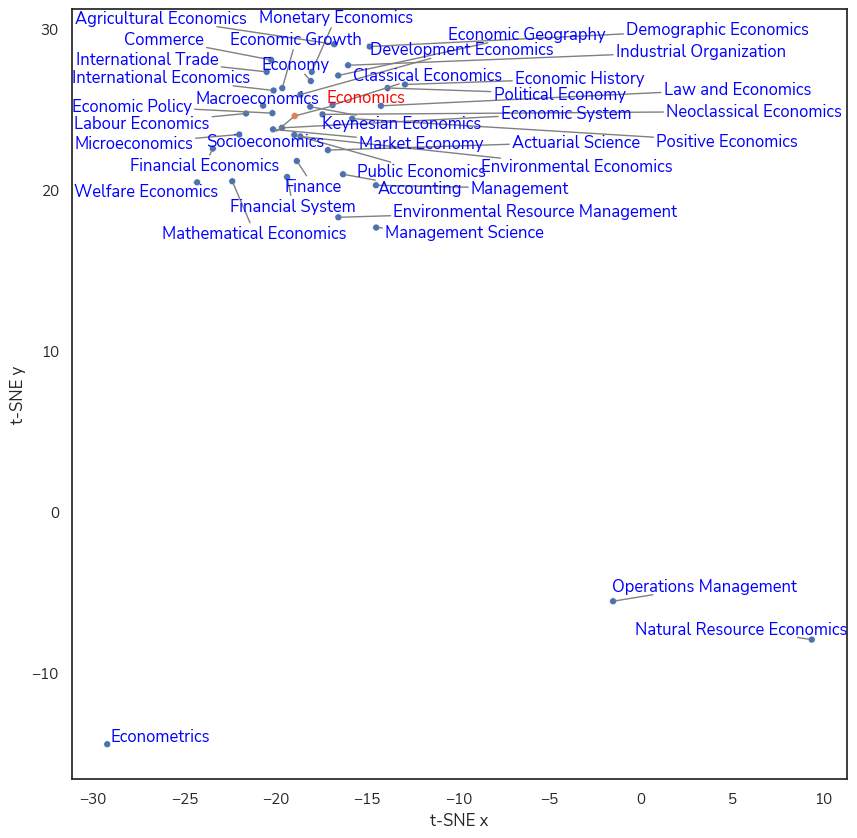 Agricultural Economics
Monetary Economics
Demographic Economics
Commerce
Economic Growth
Economic Geography
Development Economics
Industrial Organization
International Trade
Economy
International Economics
Classical Economics
Economic History
Political Economy
Law and Economics
Macroeconomics
Economics
Economic Policy
Economic System
Neoclassical Economics
Labour Economics
Keynesian Economics
Microeconomics
Socioeconomics
Market Economy
Actuarial Science
Positive Economics
Financial Economics
Public Economics
Environmental Economics
Welfare Economics
Finance
Accounting
Management
Financial System
Environmental Resource Management
Mathematical Economics
Management Science
Operations Management
Natural Resource Economics
Econometrics
30
20
10
0
−10
t-SNE y
−30
−25
−20
−15
−10
−5
0
5
10
t-SNE x